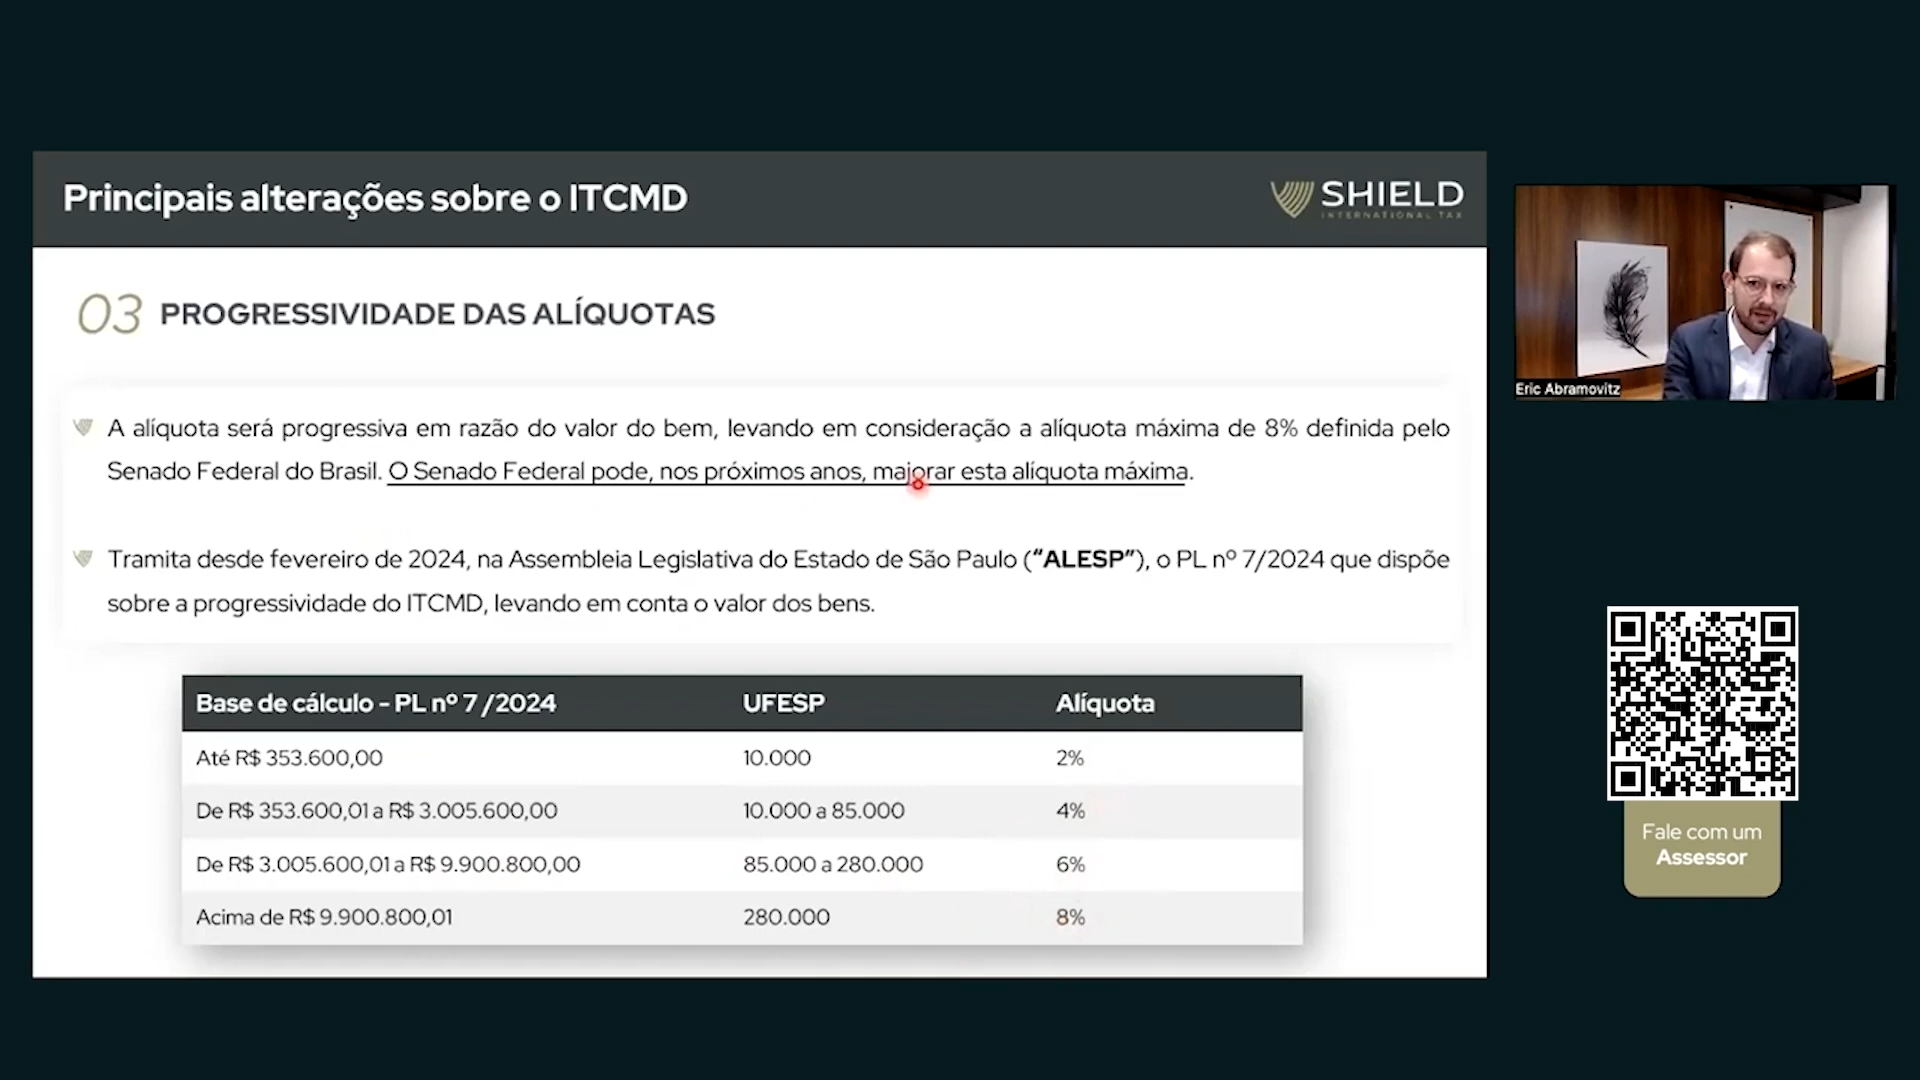 Principais alterações sobre o ITCMD
SHIELD
INTERNATIONAL TAX
03 PROGRESSIVIDADE DAS ALÍQUOTAS
A alíquota será progressiva em razão do valor do bem, levando em consideração a alíquota máxima de 8% definida pelo
Senado Federal do Brasil. O Senado Federal pode, nos próximos anos, majorar esta alíquota máxima.
Tramita desde fevereiro de 2024, na Assembleia Legislativa do Estado de São Paulo (“ALESP”), o PL nº 7/2024 que dispõe
sobre a progressividade do ITCMD, levando em conta o valor dos bens.
Base de cálculo - PL nº 7 /2024 UFESP Alíquota
Até R$ 353.600,00 10.000 2%
De R$ 353.600,01 a R$ 3.005.600,00 10.000 a 85.000 4%
De R$ 3.005.600,01 a R$ 9.900.800,00 85.000 a 280.000 6%
Acima de R$ 9.900.800,01 280.000 8%
Eric Abramovitz
Fale com um
Assessor